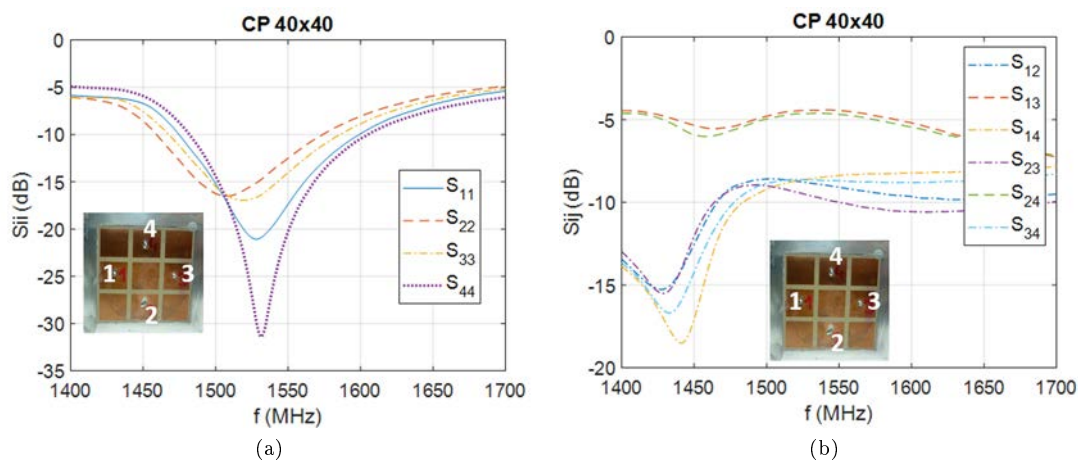 CP 40x40
Sii (dB)
0
-5
-10
-15
-20
-25
-30
-35
1400
1450
1500
1550
1600
1650
1700
f (MHz)
S11
S22
S33
S44
4
1
3
2
(a)
CP 40x40
Sij (dB)
0
-5
-10
-15
-20
1400
1450
1500
1550
1600
1650
1700
f (MHz)
S12
S13
S14
S23
S24
S34
4
1
3
2
(b)